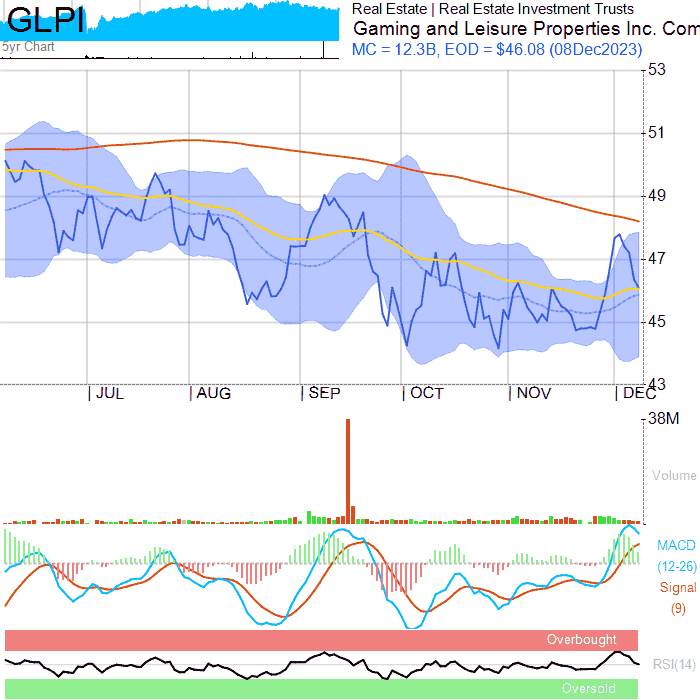 GLPI
5yr Chart
Real Estate | Real Estate Investment Trusts
Gaming and Leisure Properties Inc. Com
MC = 12.3B, EOD = $46.08 (08Dec2023)
53
51
49
47
45
43
JUL AUG SEP OCT NOV DEC
38M
Volume
MACD
(12-26)
Signal
(9)
Overbought
RSI(14)
Oversold